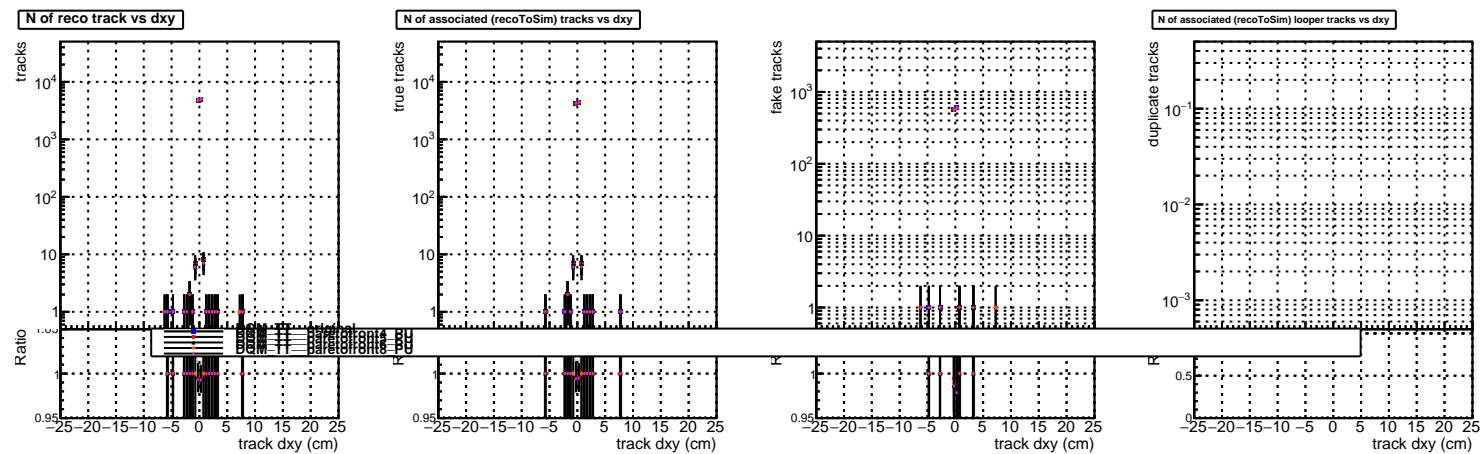 N of reco track vs dxy
N of associated (recoToSim) tracks vs dxy
N of associated (recoToSim) looper tracks vs dxy
tracks
10⁴
10³
10²
10
1
Ratio
1
0.95
−25 −20 −15 −10 −5 0 5 10 15 20 25
track dxy (cm)
true tracks
10⁴
10³
10²
10
1
1
0.95
−25 −20 −15 −10 −5 0 5 10 15 20 25
track dxy (cm)
fake tracks
10³
10²
10
1
1
0.95
−25 −20 −15 −10 −5 0 5 10 15 20 25
track dxy (cm)
duplicate tracks
10⁻¹
10⁻²
10⁻³
0.5
0
−25 −20 −15 −10 −5 0 5 10 15 20 25
track dxy (cm)
DQM−TT−−paretofront8−PU